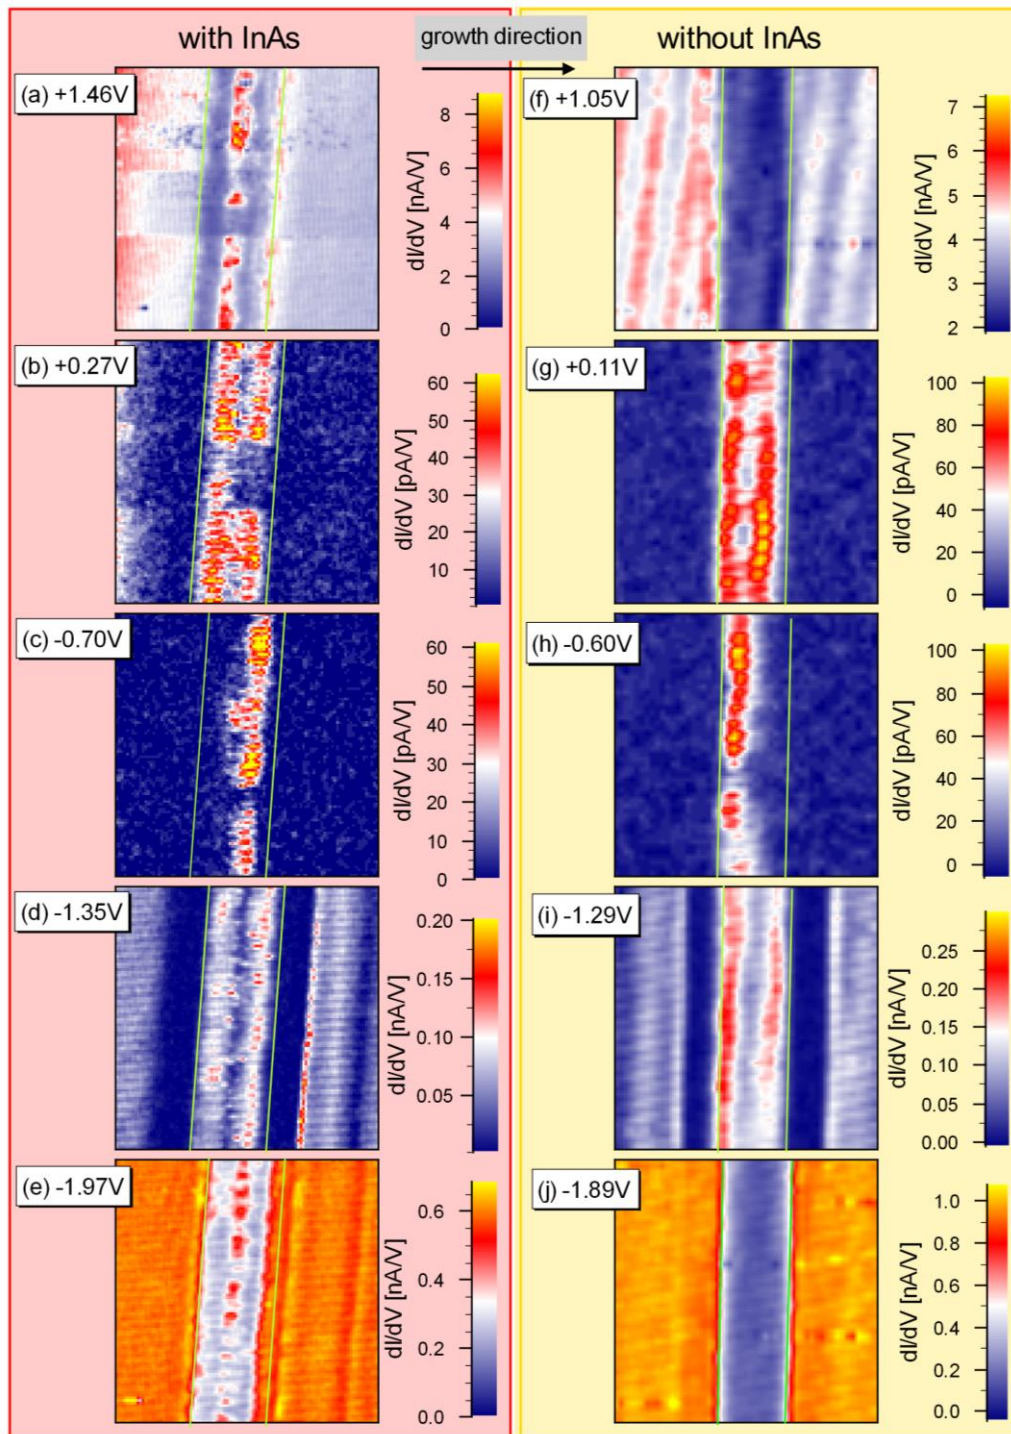 with InAs
growth direction
without InAs
(a) +1.46V
8
6
4
2
0
dI/dV [nA/V]
(f) +1.05V
7
6
5
4
3
2
dI/dV [nA/V]
(b) +0.27V
60
50
40
30
20
10
dI/dV [pA/V]
(g) +0.11V
100
80
60
40
20
0
dI/dV [pA/V]
(c) -0.70V
60
50
40
30
20
10
0
dI/dV [pA/V]
(h) -0.60V
100
80
60
40
20
0
dI/dV [pA/V]
(d) -1.35V
0.20
0.15
0.10
0.05
dI/dV [nA/V]
(i) -1.29V
0.25
0.20
0.15
0.10
0.05
0.00
dI/dV [nA/V]
(e) -1.97V
0.6
0.4
0.2
0.0
dI/dV [nA/V]
(j) -1.89V
1.0
0.8
0.6
0.4
0.2
0.0
dI/dV [nA/V]